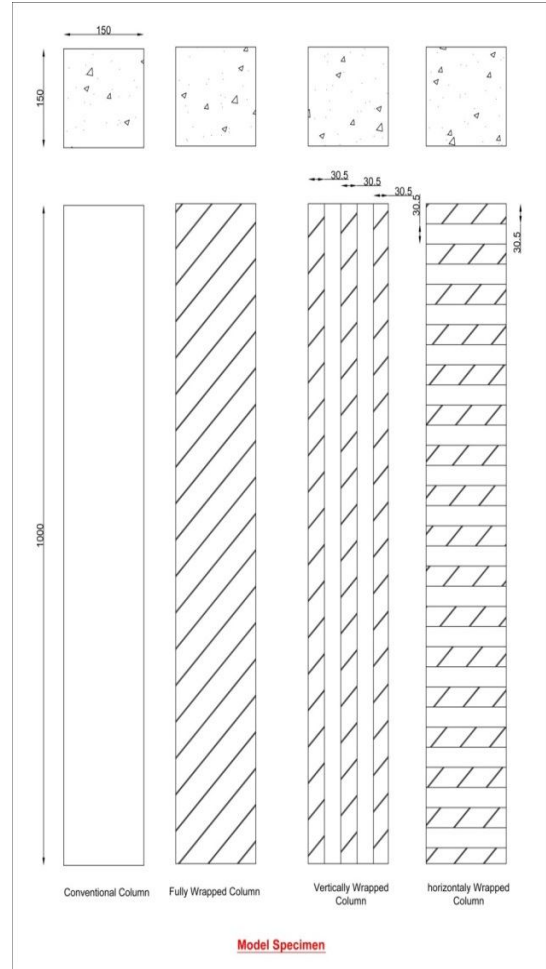 150
150
30.5
30.5
30.5
30.5
30.5
1000
Conventional Column
Fully Wrapped Column
Vertically Wrapped
Column
horizontaly Wrapped
Column
Model Specimen